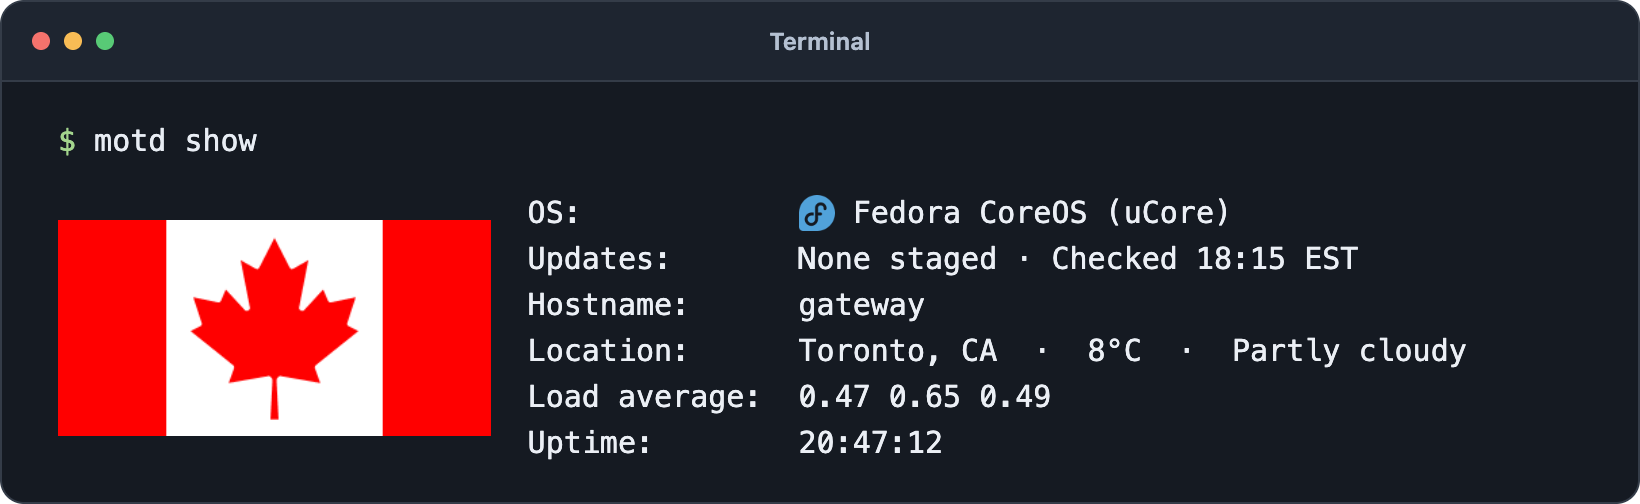 Terminal
$ motd show
OS: Fedora CoreOS (uCore)
Updates: None staged · Checked 18:15 EST
Hostname: gateway
Location: Toronto, CA · 8°C · Partly cloudy
Load average: 0.47 0.65 0.49
Uptime: 20:47:12